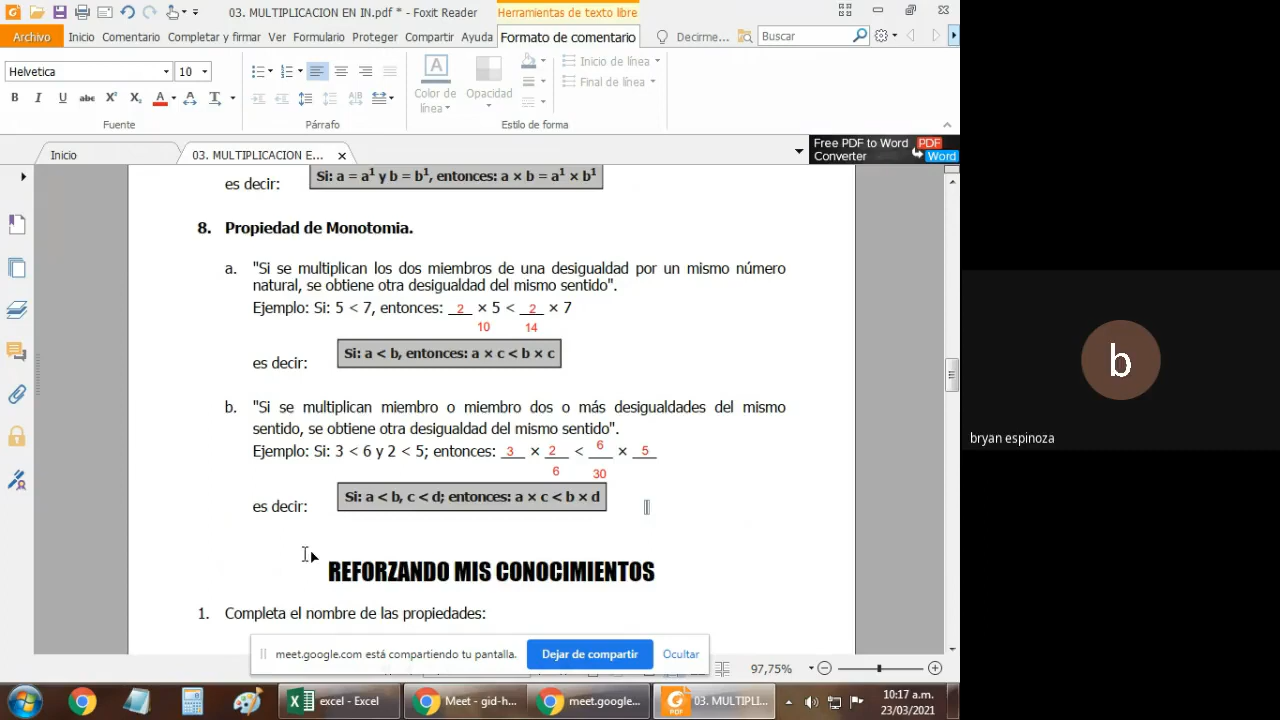 03. MULTIPLICACION EN IN.pdf * - Foxit Reader
Herramientas de texto libre
Archivo Inicio Comentario Completar y firmar Ver Formulario Proteger Compartir Ayuda Formato de comentario Decirme... Buscar
Helvetica 10
N K U abc X² X₂ A A T
Fuente
Párrafo
Color de línea
Opacidad
Inicio de línea
Final de línea
Estilo de forma
Inicio
03. MULTIPLICACION E...
Free PDF to Word Converter
PDF Word
es decir: Si: a = a¹ y b = b¹, entonces: a × b = a¹ × b¹
8. Propiedad de Monotomia.
a. "Si se multiplican los dos miembros de una desigualdad por un mismo número
natural, se obtiene otra desigualdad del mismo sentido".
Ejemplo: Si: 5 < 7, entonces: 2 × 5 < 2 × 7
10 14
es decir: Si: a < b, entonces: a × c < b × c
b. "Si se multiplican miembro o miembro dos o más desigualdades del mismo
sentido, se obtiene otra desigualdad del mismo sentido".
Ejemplo: Si: 3 < 6 y 2 < 5; entonces: 3 × 2 < 6 × 5
6 30
es decir: Si: a < b, c < d; entonces: a × c < b × d
REFORZANDO MIS CONOCIMIENTOS
1. Completa el nombre de las propiedades:
meet.google.com está compartiendo tu pantalla. Dejar de compartir Ocultar
97,75%
excel - Excel
Meet - gid-h...
meet.google...
03. MULTIPLI...
10:17 a.m.
23/03/2021
b
bryan espinoza